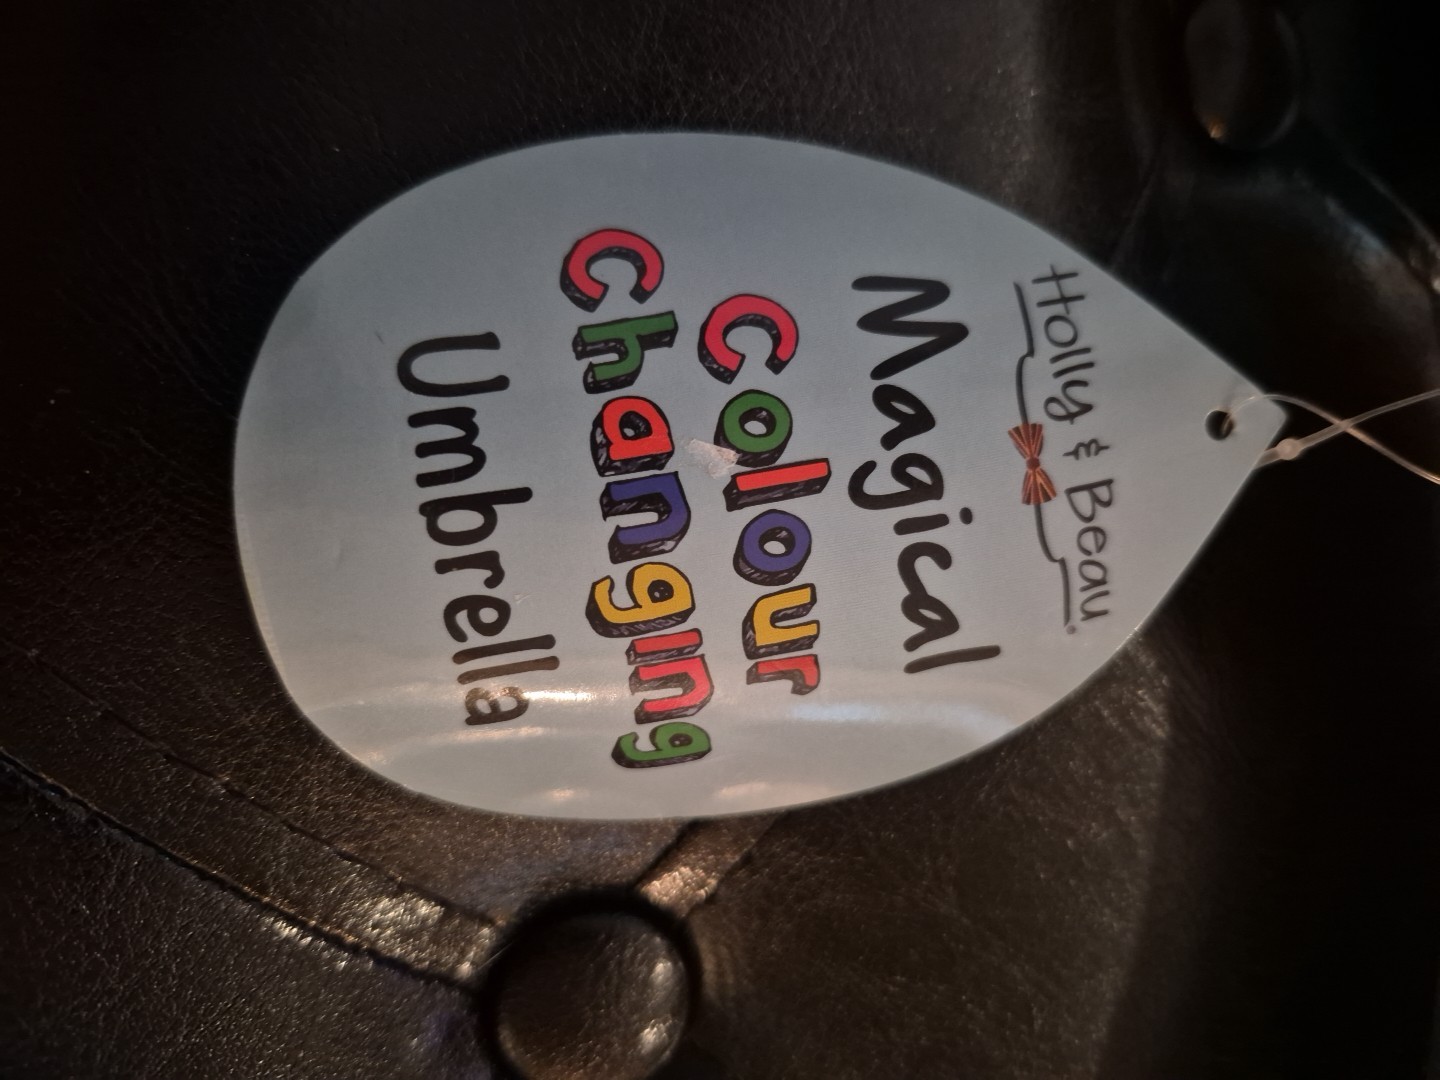 Holly & Beau
Magical
Colour
Changing
Umbrella